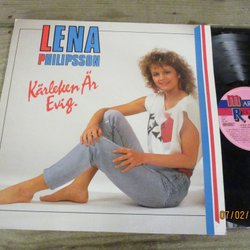 LENA
PHILIPSSON
Kärleken Är
Evig.
07/02/